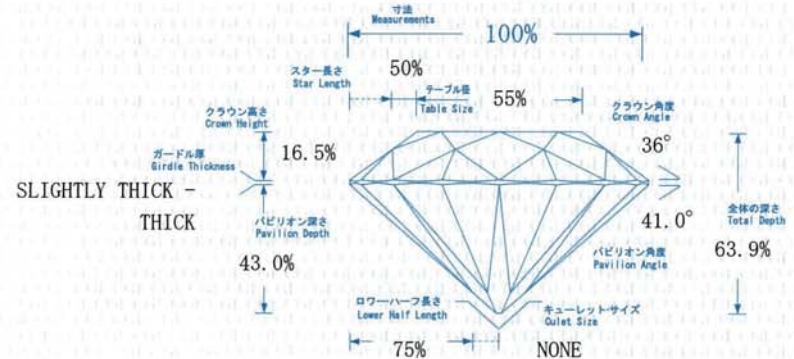 寸法
Measurements
100%
スター長さ
Star Length
50%
テーブル径
Table Size
55%
クラウン高さ
Crown Height
16.5%
クラウン角度
Crown Angle
36°
ガードル厚
Girdle Thickness
SLIGHTLY THICK -
THICK
パビリオン深さ
Pavilion Depth
43.0%
41.0°
パビリオン角度
Pavilion Angle
全体の深さ
Total Depth
63.9%
ロワーハーフ長さ
Lower Half Length
75%
キューレット・サイズ
Culet Size
NONE